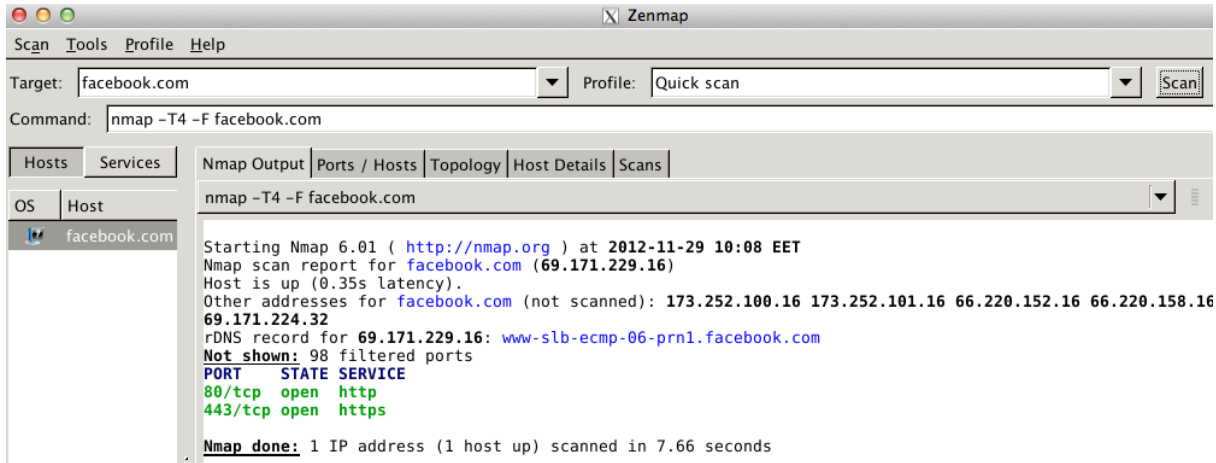 Zenmap
Scan Tools Profile Help
Target: facebook.com Profile: Quick scan Scan
Command: nmap -T4 -F facebook.com
Hosts Services Nmap Output Ports / Hosts Topology Host Details Scans
OS Host nmap -T4 -F facebook.com
facebook.com
Starting Nmap 6.01 ( http://nmap.org ) at 2012-11-29 10:08 EET
Nmap scan report for facebook.com (69.171.229.16)
Host is up (0.35s latency).
Other addresses for facebook.com (not scanned): 173.252.100.16 173.252.101.16 66.220.152.16 66.220.158.16
69.171.224.32
rDNS record for 69.171.229.16: www-slb-ecmp-06-prn1.facebook.com
Not shown: 98 filtered ports
PORT STATE SERVICE
80/tcp open http
443/tcp open https
Nmap done: 1 IP address (1 host up) scanned in 7.66 seconds